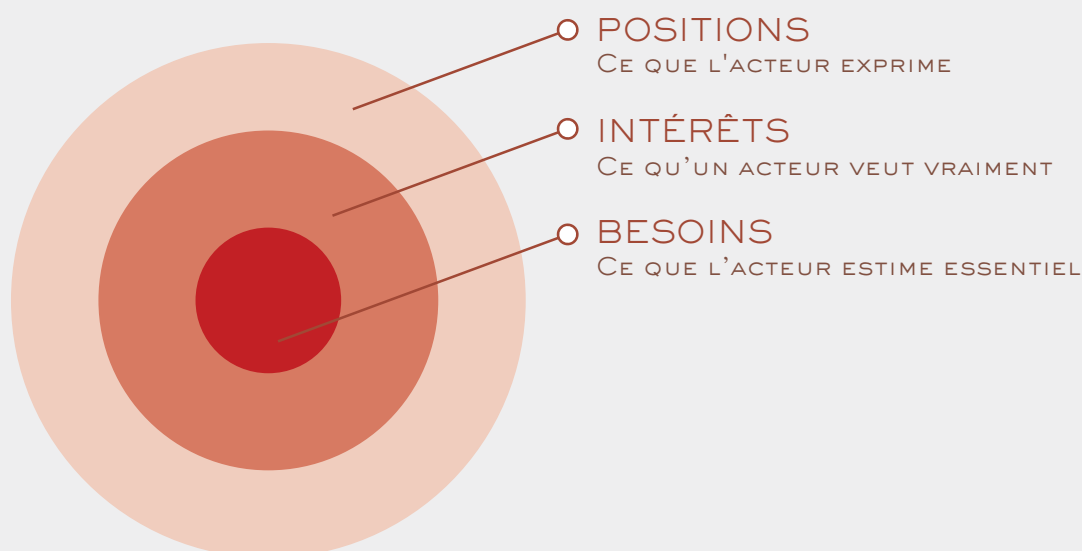 POSITIONS
Ce que l'acteur exprime
INTÉRÊTS
Ce qu’un acteur veut vraiment
BESOINS
Ce que l’acteur estime essentiel